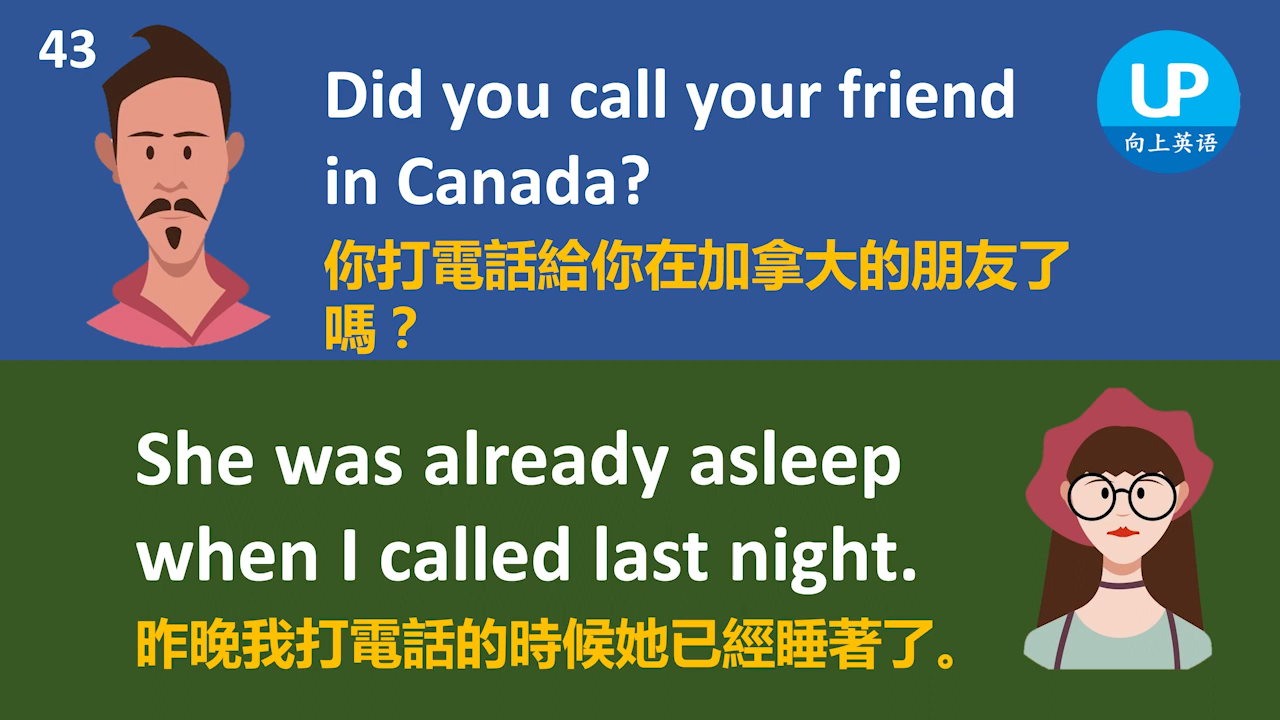 43
Did you call your friend
in Canada?
你打電話給你在加拿大的朋友了
嗎？
UP
向上英语
She was already asleep
when I called last night.
昨晚我打電話的時候她已經睡著了。